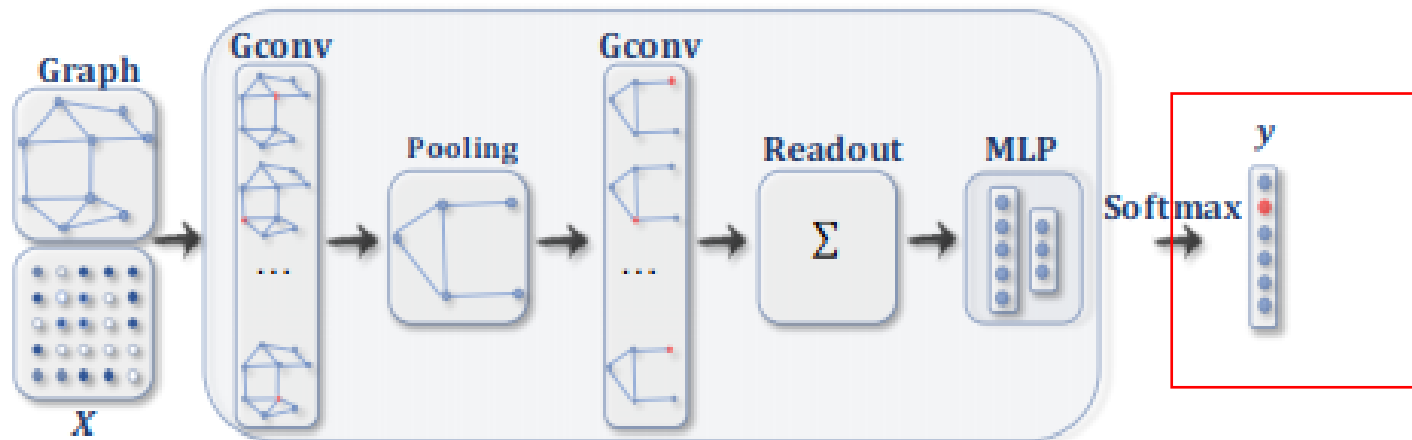 Graph
X
Gconv
...
Pooling
Gconv
...
Readout
Σ
MLP
Softmax
y